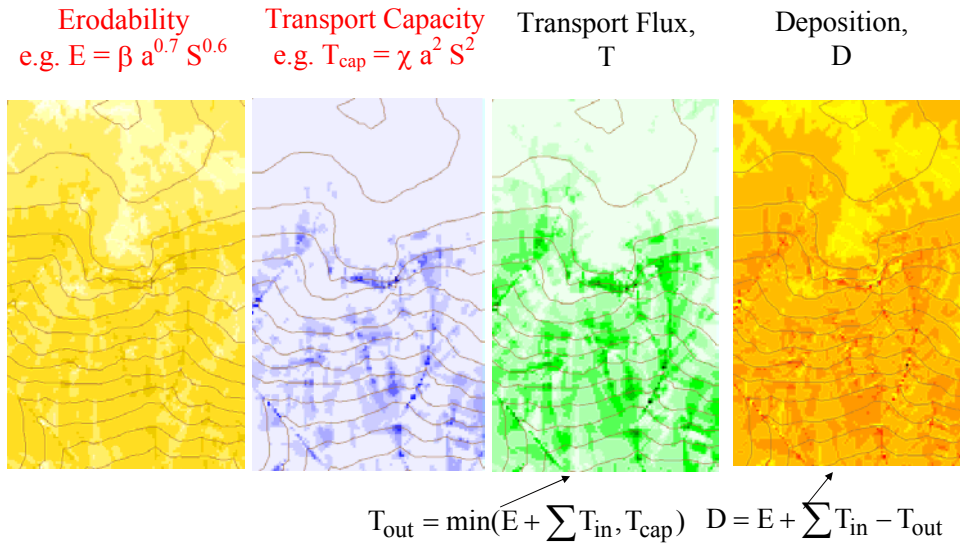 Erodability
e.g. E = β a^0.7 S^0.6
Transport Capacity
e.g. T_cap = χ a^2 S^2
Transport Flux,
T
Deposition,
D
T_out = min(E + ∑ T_in, T_cap)
D = E + ∑ T_in − T_out